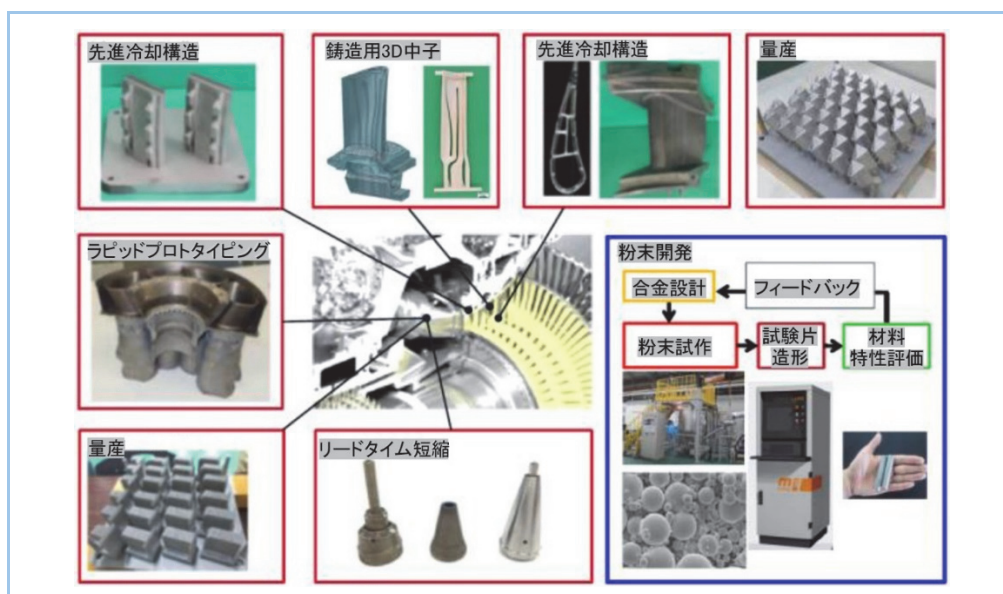 先進冷却構造
鋳造用3D中子
先進冷却構造
量産
ラピッドプロトタイピング
粉末開発
合金設計
フィードバック
粉末試作
試験片
造形
材料
特性評価
量産
リードタイム短縮